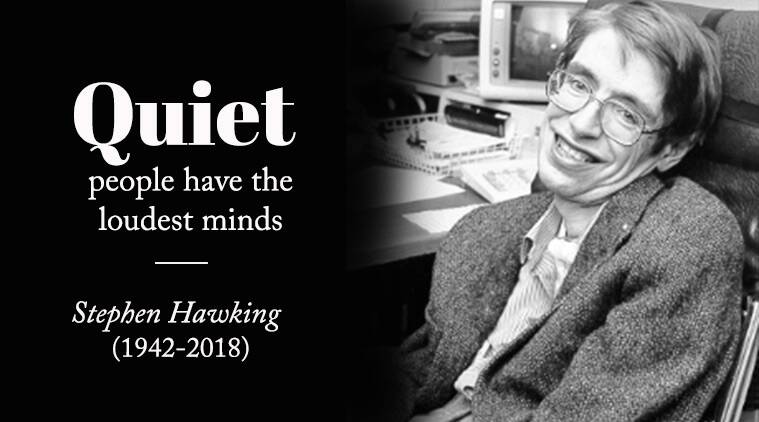 Quiet
people have the
loudest minds
Stephen Hawking
(1942-2018)